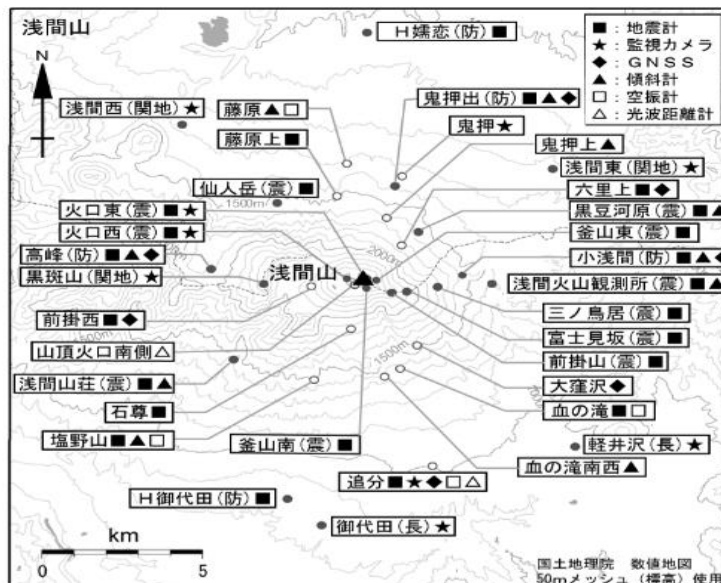 浅間山
N
■：地震計
★：監視カメラ
◆：GNSS
▲：傾斜計
□：空振計
△：光波距離計
H嬬恋(防)■
浅間西(関地)★
藤原▲□
鬼押出(防)■▲◆
藤原上■
鬼押★
鬼押上▲
浅間東(関地)★
仙人岳(震)■
1500m
六里上■◆
火口東(震)■★
黒豆河原(震)■▲
火口西(震)■★
2000m
釜山東(震)■
高峰(防)■▲◆
小浅間(防)■▲◆
黒斑山(関地)★
浅間山
浅間火山観測所(震)■▲
前掛西■◆
三ノ鳥居(震)■
山頂火口南側△
富士見坂(震)■
1500m
前掛山(震)■
浅間山荘(震)■▲
大窪沢◆
石尊■
血の滝■□
塩野山■▲□
釜山南(震)■
軽井沢(長)★
血の滝南西▲
追分■★◆□△
H御代田(防)■
御代田(長)★
km
0 5
国土地理院 数値地図
50mメッシュ(標高)使用